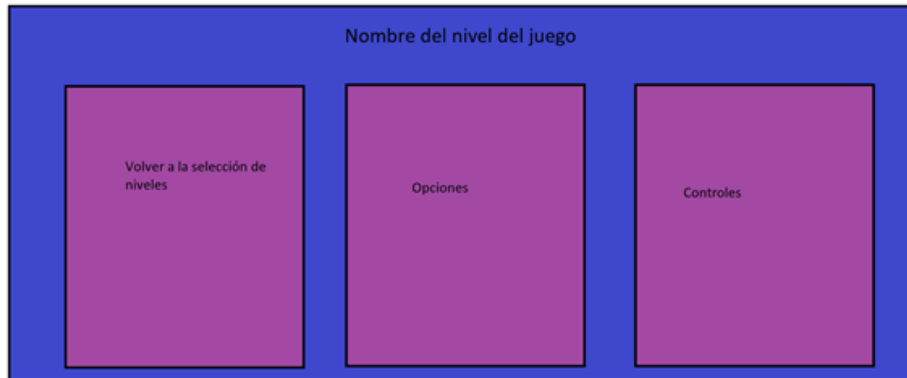 Nombre del nivel del juego
Volver a la selección de
niveles
Opciones
Controles